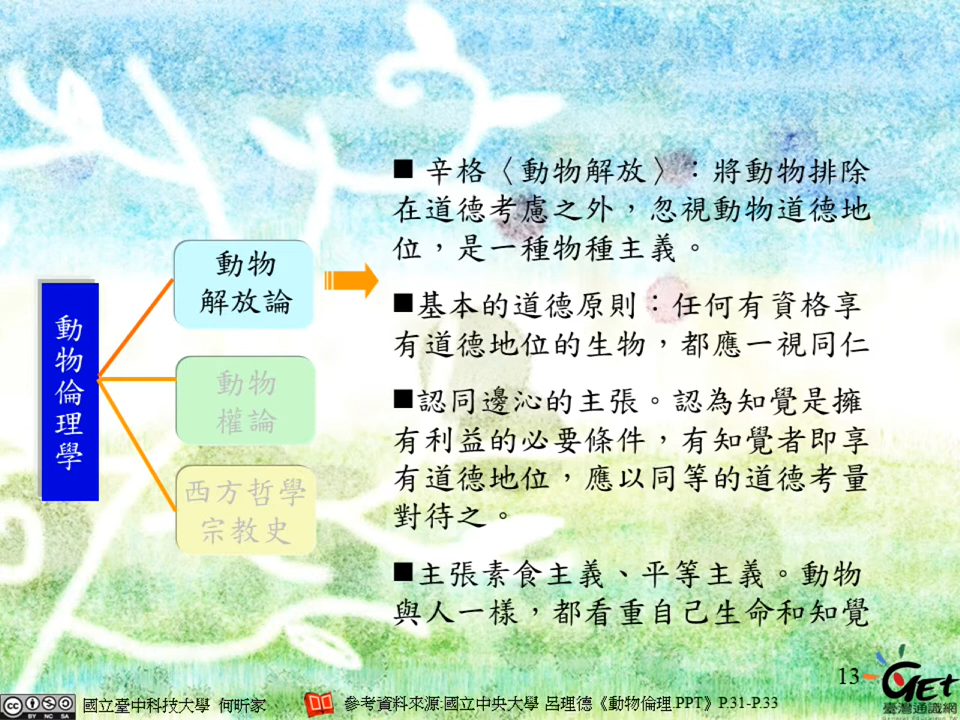 動物倫理學
動物
解放論
動物
權論
西方哲學
宗教史
■ 辛格〈動物解放〉：將動物排除
在道德考慮之外，忽視動物道德地
位，是一種物種主義。
■基本的道德原則：任何有資格享
有道德地位的生物，都應一視同仁
■認同邊沁的主張。認為知覺是擁
有利益的必要條件，有知覺者即享
有道德地位，應以同等的道德考量
對待之。
■主張素食主義、平等主義。動物
與人一樣，都看重自己生命和知覺
13
GET
臺灣通識網
cc BY NC SA
國立臺中科技大學 何昕家
參考資料來源:國立中央大學 呂理德《動物倫理.PPT》P.31-P.33